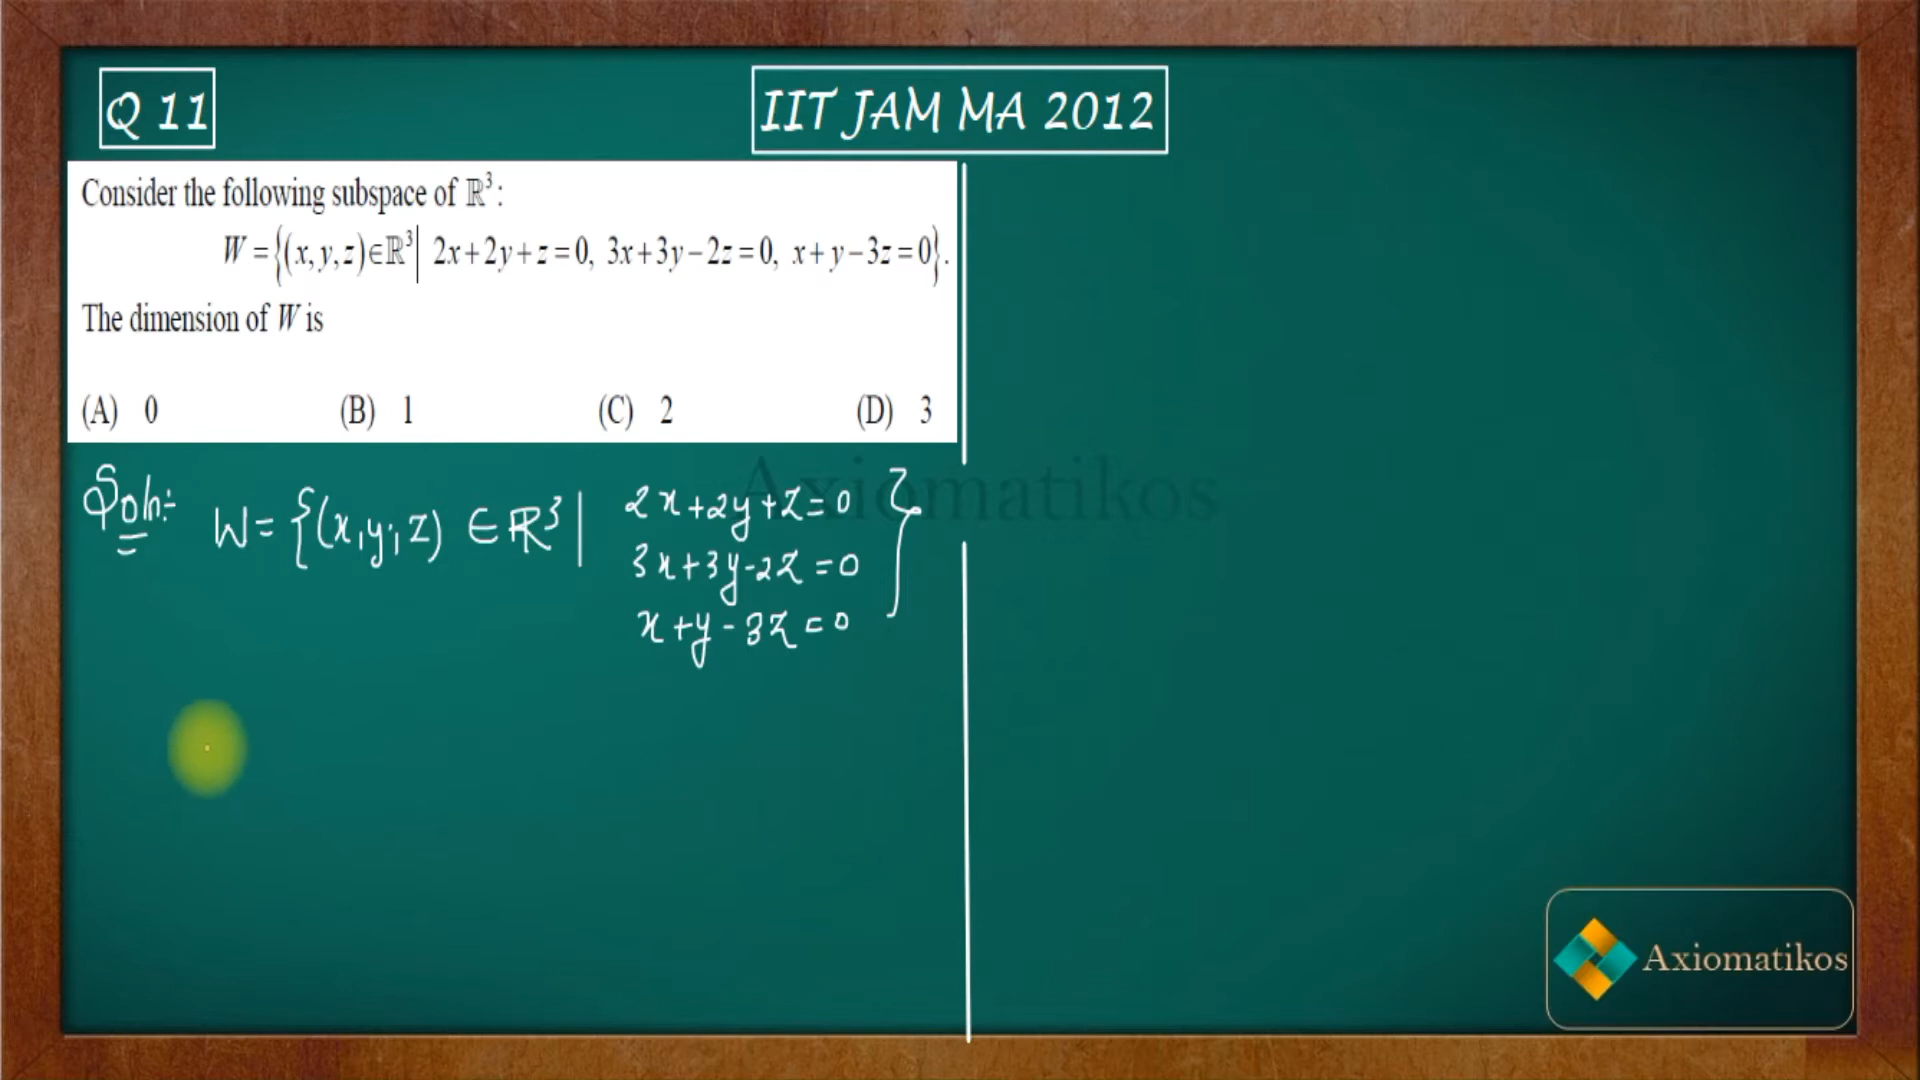 Q 11
IIT JAM MA 2012
Consider the following subspace of ℝ³:
W = {(x, y, z) ∈ ℝ³ | 2x + 2y + z = 0, 3x + 3y − 2z = 0, x + y − 3z = 0}.
The dimension of W is
(A) 0 (B) 1 (C) 2 (D) 3
Soln:-
W = {(x, y, z) ∈ ℝ³ | 2x+2y+z=0
3x+3y-2z=0
x+y-3z=0 }
Axiomatikos
Axiomatikos